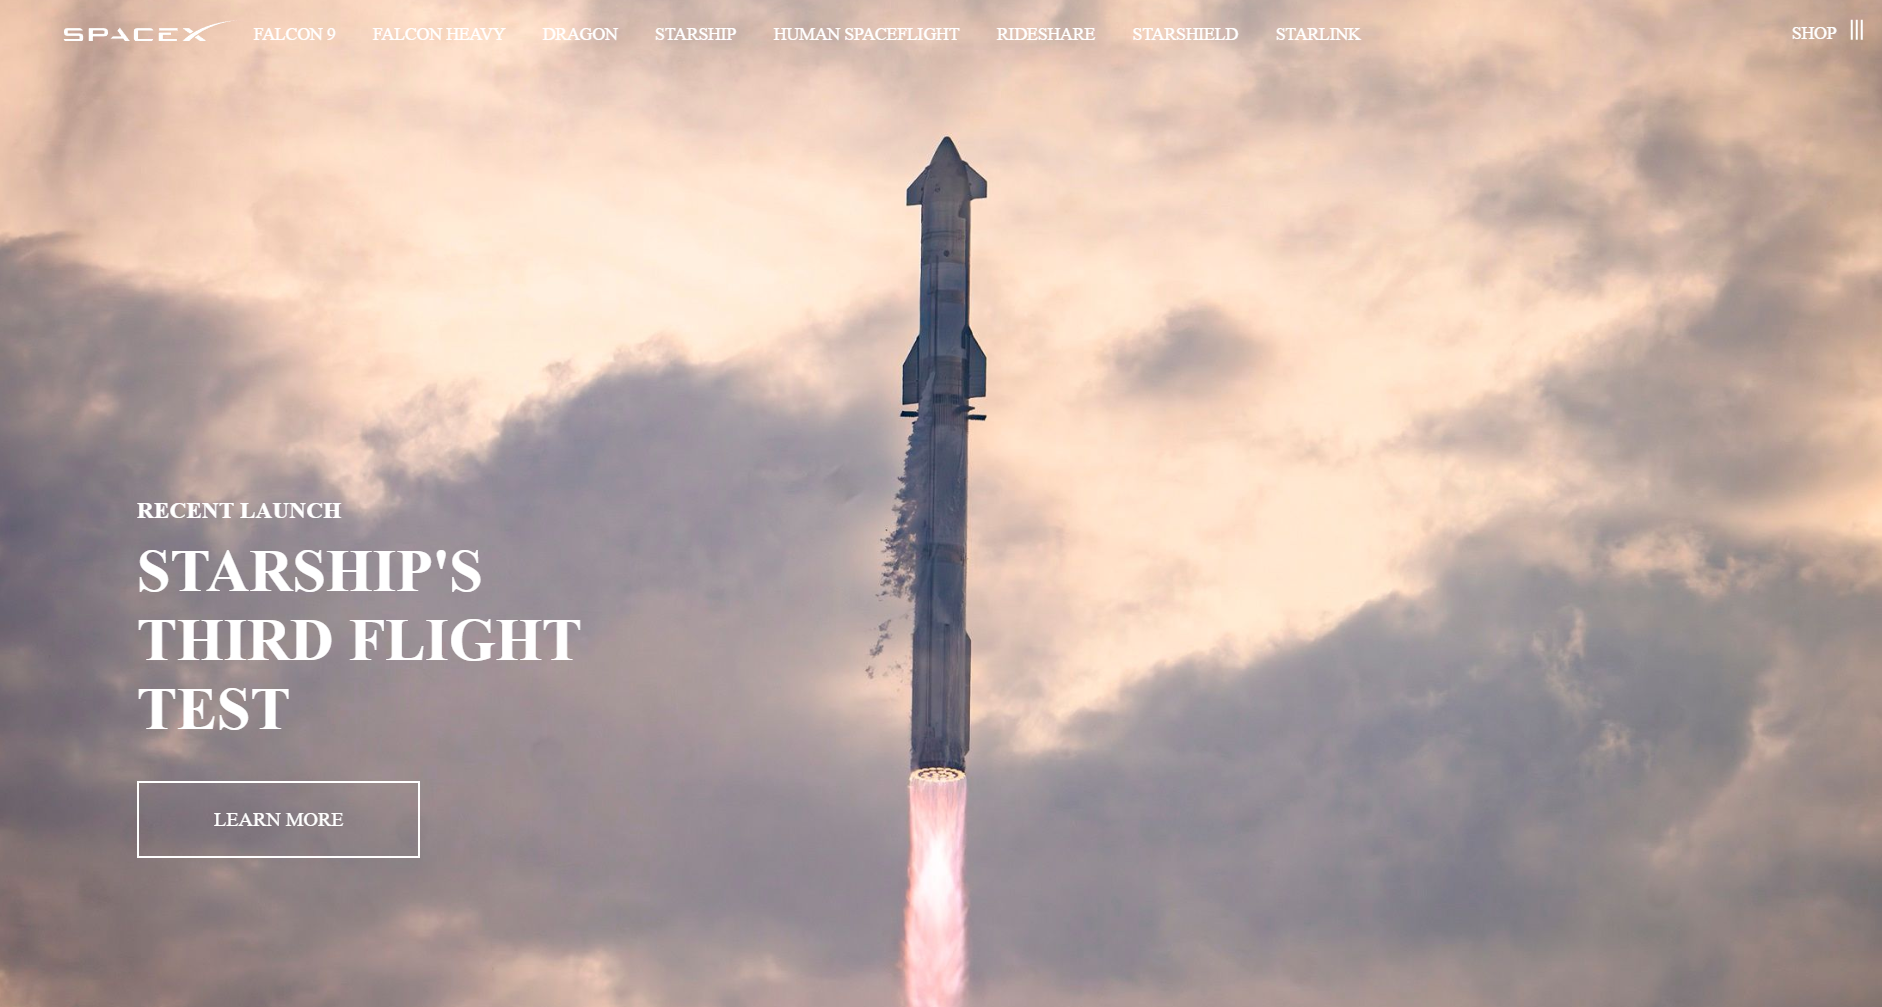 SPACEX FALCON 9 FALCON HEAVY DRAGON STARSHIP HUMAN SPACEFLIGHT RIDESHARE STARSHIELD STARLINK SHOP
RECENT LAUNCH
STARSHIP'S
THIRD FLIGHT
TEST
LEARN MORE